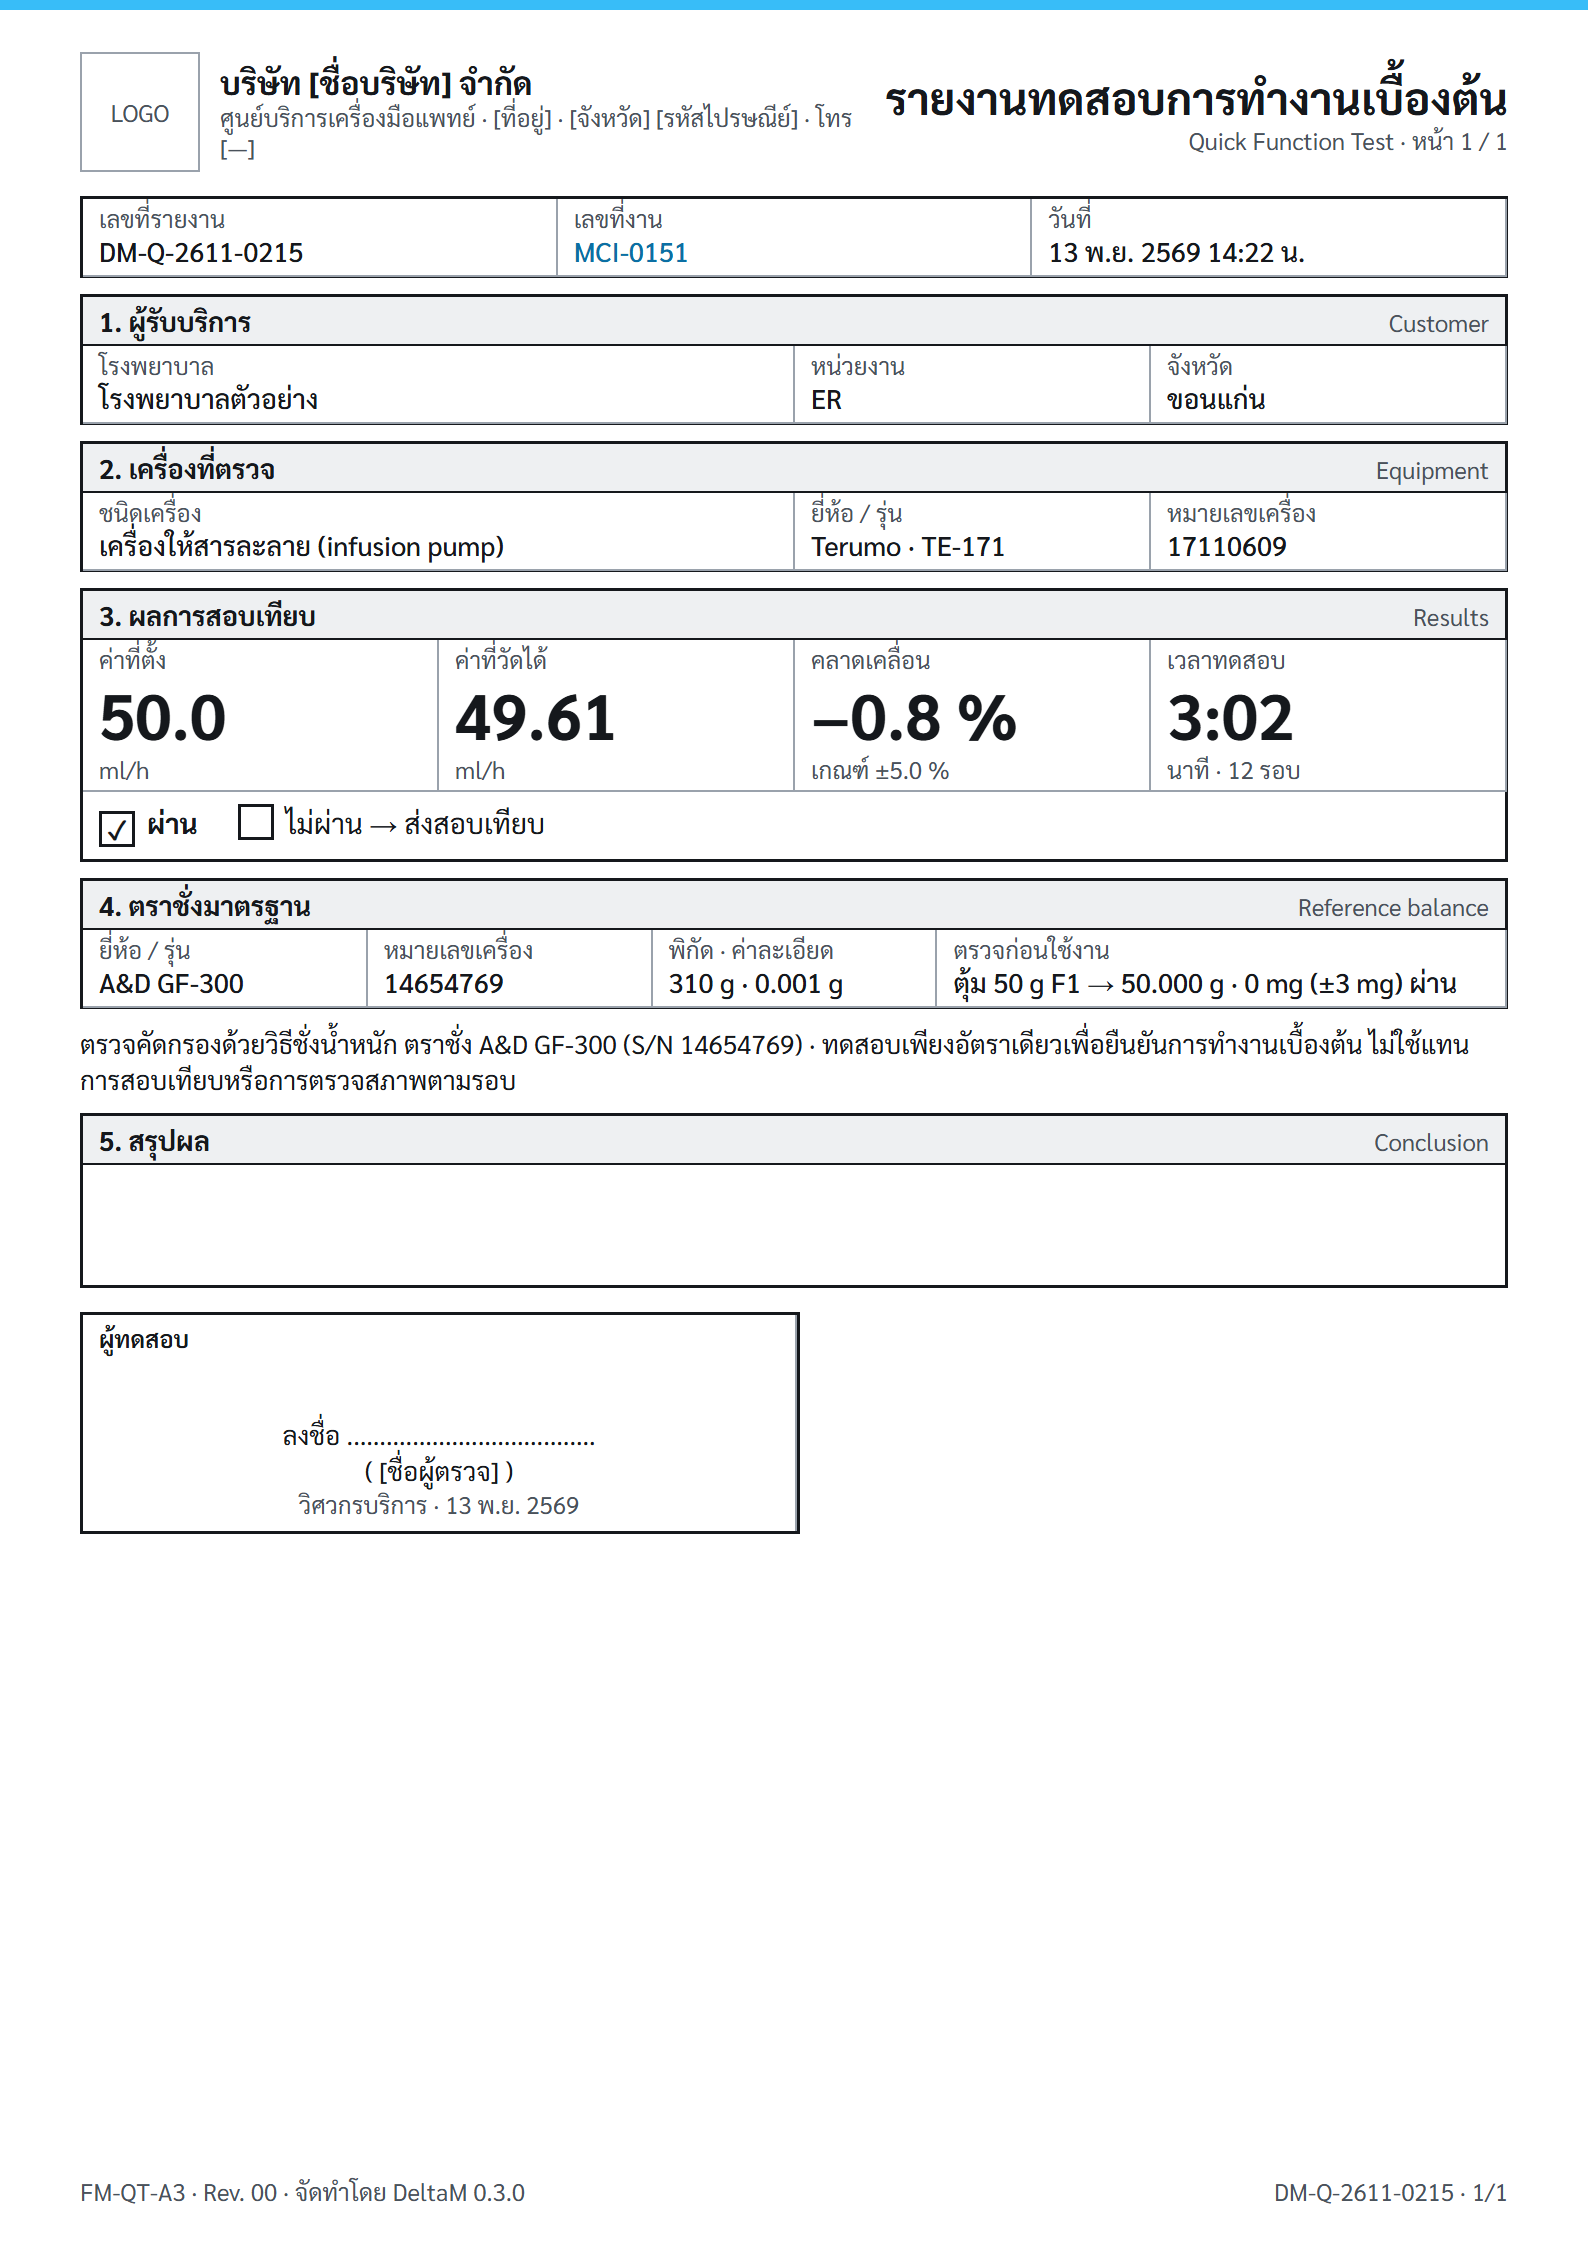 LOGO
บริษัท [ชื่อบริษัท] จำกัด
ศูนย์บริการเครื่องมือแพทย์ · [ที่อยู่] · [จังหวัด] [รหัสไปรษณีย์] · โทร
[—]
รายงานทดสอบการทำงานเบื้องต้น
Quick Function Test · หน้า 1 / 1
เลขที่รายงาน
DM-Q-2611-0215
เลขที่งาน
MCI-0151
วันที่
13 พ.ย. 2569 14:22 น.
1. ผู้รับบริการ
Customer
โรงพยาบาล
โรงพยาบาลตัวอย่าง
หน่วยงาน
ER
จังหวัด
ขอนแก่น
2. เครื่องที่ตรวจ
Equipment
ชนิดเครื่อง
เครื่องให้สารละลาย (infusion pump)
ยี่ห้อ / รุ่น
Terumo · TE-171
หมายเลขเครื่อง
17110609
3. ผลการสอบเทียบ
Results
ค่าที่ตั้ง
50.0
ml/h
ค่าที่วัดได้
49.61
ml/h
คลาดเคลื่อน
–0.8 %
เกณฑ์ ±5.0 %
เวลาทดสอบ
3:02
นาที · 12 รอบ
✓ ผ่าน
ไม่ผ่าน → ส่งสอบเทียบ
4. ตราชั่งมาตรฐาน
Reference balance
ยี่ห้อ / รุ่น
A&D GF-300
หมายเลขเครื่อง
14654769
พิกัด · ค่าละเอียด
310 g · 0.001 g
ตรวจก่อนใช้งาน
ตุ้ม 50 g F1 → 50.000 g · 0 mg (±3 mg) ผ่าน
ตรวจคัดกรองด้วยวิธีชั่งน้ำหนัก ตราชั่ง A&D GF-300 (S/N 14654769) · ทดสอบเพียงอัตราเดียวเพื่อยืนยันการทำงานเบื้องต้น ไม่ใช้แทน
การสอบเทียบหรือการตรวจสภาพตามรอบ
5. สรุปผล
Conclusion
ผู้ทดสอบ
ลงชื่อ ......................................
( [ชื่อผู้ตรวจ] )
วิศวกรบริการ · 13 พ.ย. 2569
FM-QT-A3 · Rev. 00 · จัดทำโดย DeltaM 0.3.0
DM-Q-2611-0215 · 1/1